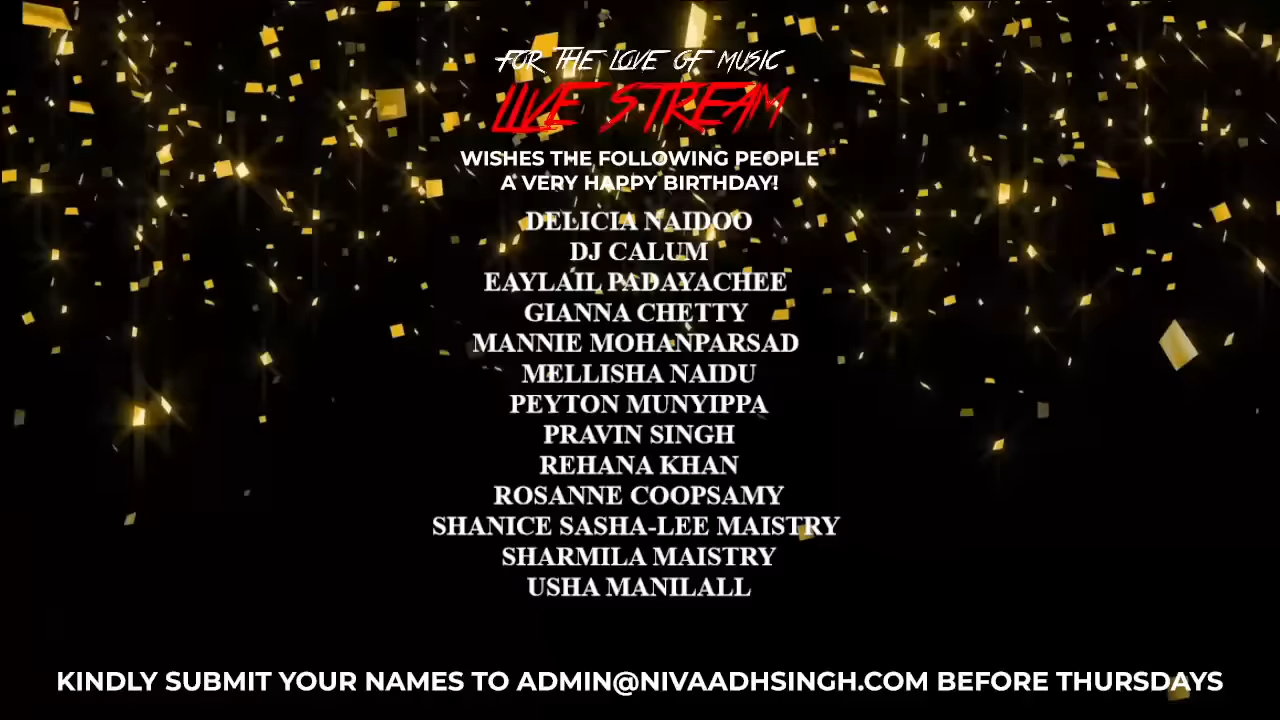 FOR THE LOVE OF MUSIC
LIVE STREAM
WISHES THE FOLLOWING PEOPLE
A VERY HAPPY BIRTHDAY!
DELICIA NAIDOO
DJ CALUM
EAYLAIL PADAYACHEE
GIANNA CHETTY
MANNIE MOHANPARSAD
MELLISHA NAIDU
PEYTON MUNYIPPA
PRAVIN SINGH
REHANA KHAN
ROSANNE COOPSAMY
SHANICE SASHA-LEE MAISTRY
SHARMILA MAISTRY
USHA MANILALL
KINDLY SUBMIT YOUR NAMES TO ADMIN@NIVAADHSINGH.COM BEFORE THURSDAYS